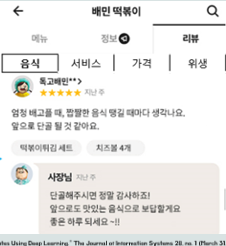 배민 떡볶이
메뉴 정보 리뷰
음식 서비스 가격 위생
독고배민**>
★★★★★ 지난 주
엄청 배고플 때, 짭짤한 음식 땡길 때마다 생각나요.
앞으로 단골 될 것 같아요.
떡볶이튀김 세트 치즈볼 4개
사장님 지난 주
단골해주시면 정말 감사하죠!
앞으로도 맛있는 음식으로 보답할게요
좋은 하루 되세요 ~!!
ates Using Deep Learning," The Journal of Information Systems 28, no. 1 (March 31